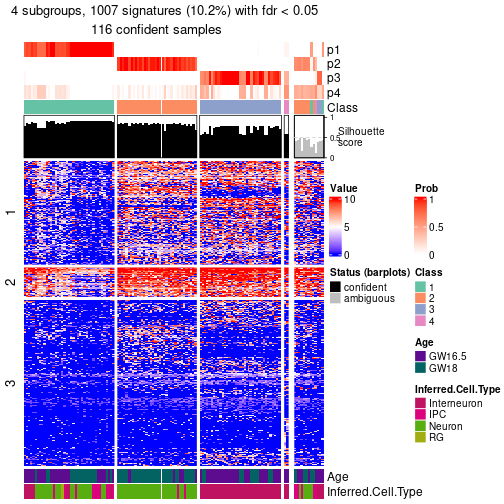 4 subgroups, 1007 signatures (10.2%) with fdr < 0.05
116 confident samples
p1
p2
p3
p4
Class
1
0.5
0
Silhouette
score
1
2
3
Age
Inferred.Cell.Type
Value
10
5
0
Prob
1
0.5
0
Status (barplots)
confident
ambiguous
Class
1
2
3
4
Age
GW16.5
GW18
Inferred.Cell.Type
Interneuron
IPC
Neuron
RG